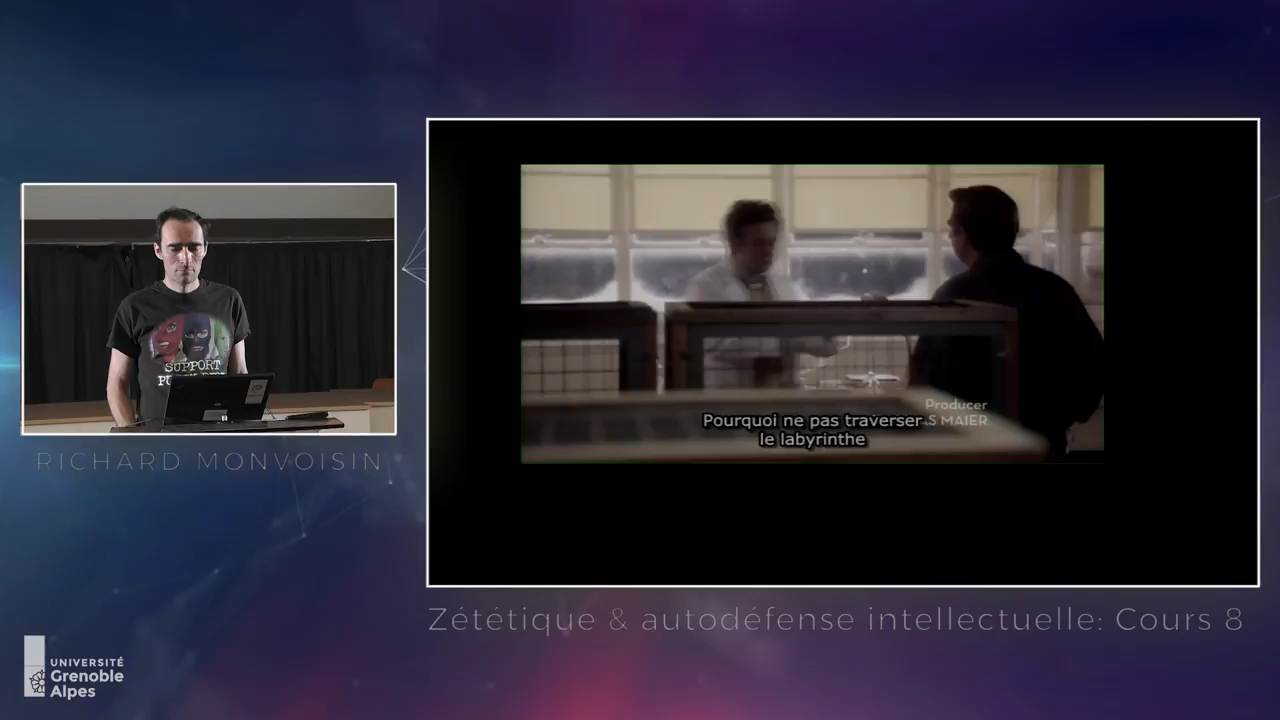 SUPPORT
RICHARD MONVOISIN
Producer
S MAIER
Pourquoi ne pas traverser
le labyrinthe
Zététique & autodéfense intellectuelle: Cours 8
UNIVERSITÉ
Grenoble
Alpes